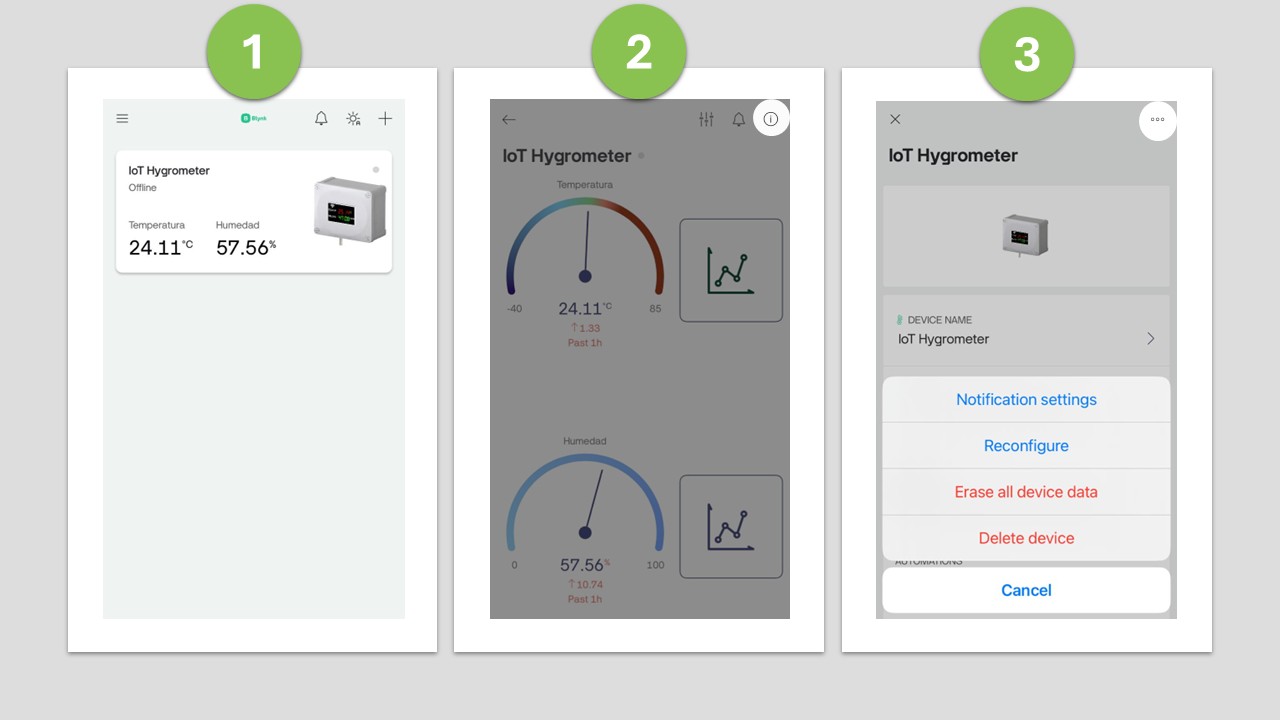 1
Blynk
IoT Hygrometer
Offline
Temperatura Humedad
24.11°C 57.56%
2
IoT Hygrometer
Temperatura
-40 24.11°C 85
↑1.33
Past 1h
Humedad
0 57.56% 100
↑10.74
Past 1h
3
IoT Hygrometer
DEVICE NAME
IoT Hygrometer
Notification settings
Reconfigure
Erase all device data
Delete device
AUTOMATIONS
Cancel